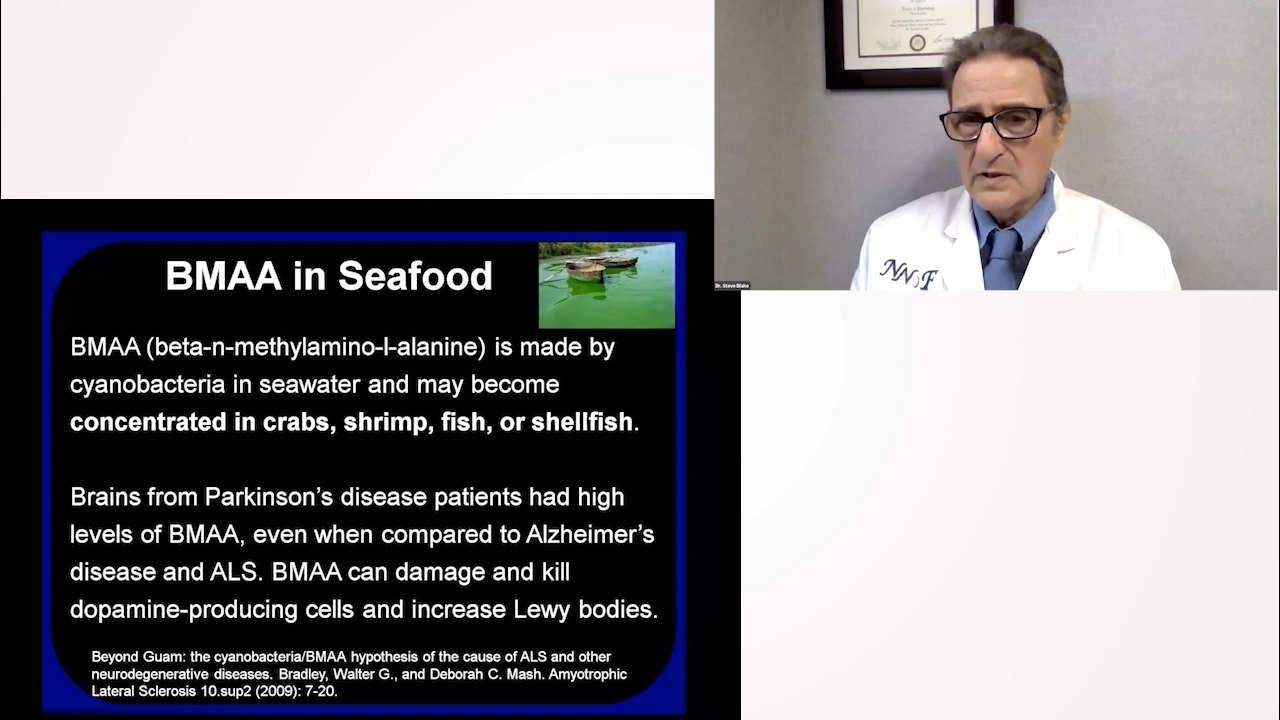 BMAA in Seafood
BMAA (beta-n-methylamino-l-alanine) is made by
cyanobacteria in seawater and may become
concentrated in crabs, shrimp, fish, or shellfish.
Brains from Parkinson’s disease patients had high
levels of BMAA, even when compared to Alzheimer’s
disease and ALS. BMAA can damage and kill
dopamine-producing cells and increase Lewy bodies.
Beyond Guam: the cyanobacteria/BMAA hypothesis of the cause of ALS and other
neurodegenerative diseases. Bradley, Walter G., and Deborah C. Mash. Amyotrophic
Lateral Sclerosis 10.sup2 (2009): 7-20.
Dr. Steve Blake